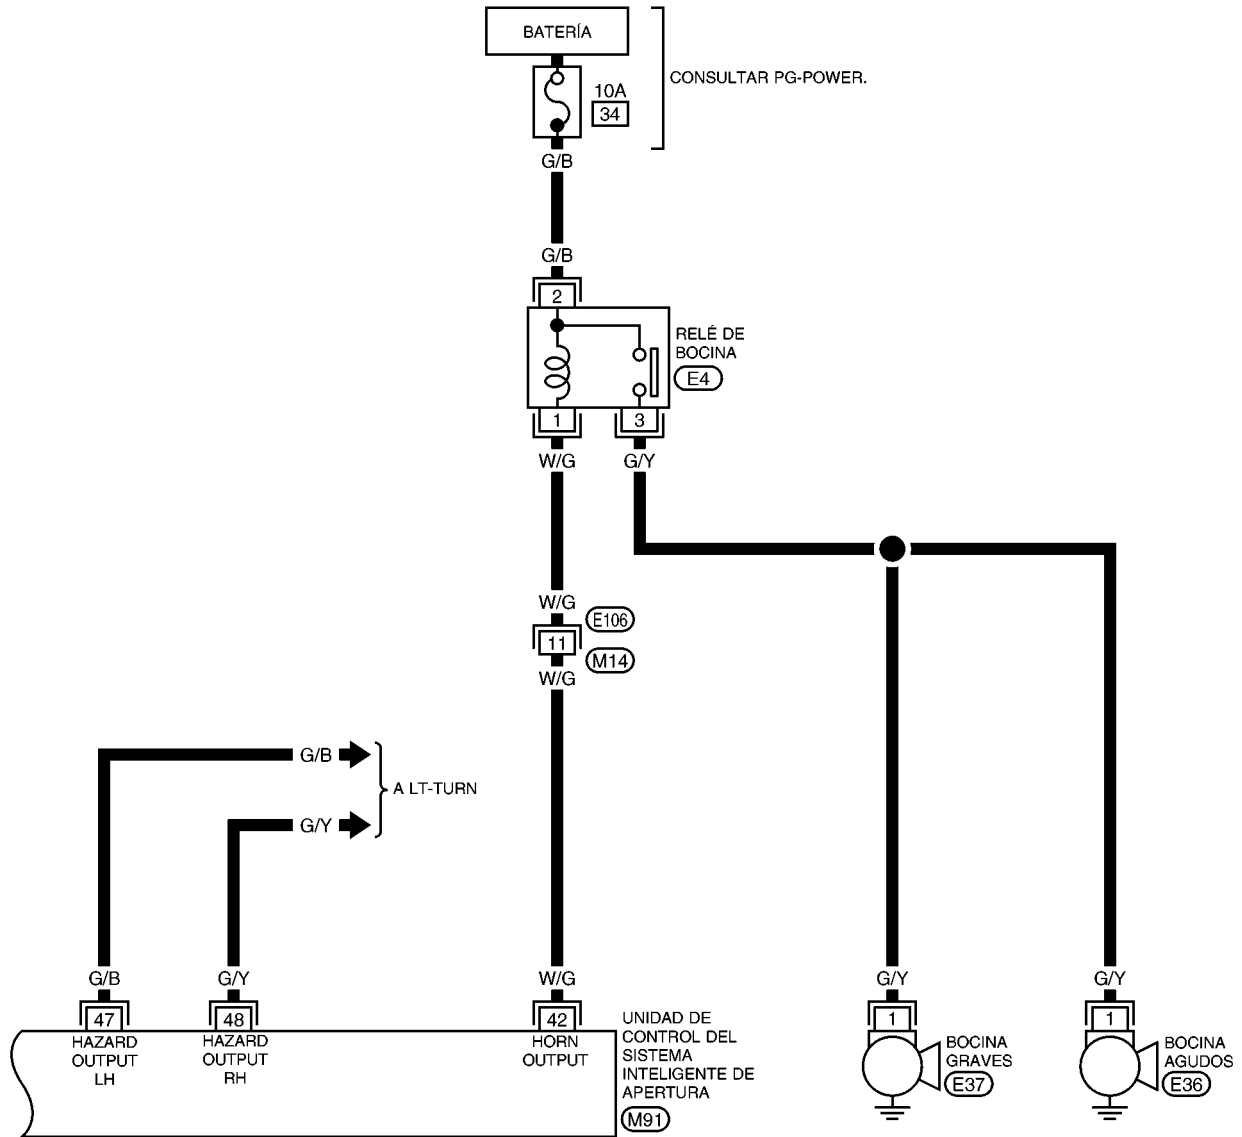 BATERÍA
CONSULTAR PG-POWER.
10A
34
G/B
G/B
2
RELÉ DE
BOCINA
E4
1
3
W/G
G/Y
W/G
E106
11
M14
W/G
G/B
A LT-TURN
G/Y
G/B
G/Y
W/G
G/Y
G/Y
47
48
42
1
1
HAZARD
OUTPUT
LH
HAZARD
OUTPUT
RH
HORN
OUTPUT
UNIDAD DE
CONTROL DEL
SISTEMA
INTELIGENTE DE
APERTURA
M91
BOCINA
GRAVES
E37
BOCINA
AGUDOS
E36